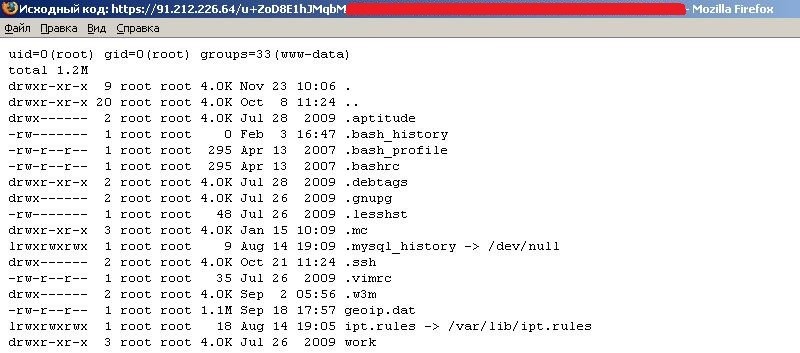 Исходный код: https://91.212.226.64/u+ZoD8E1hJMqbM - Mozilla Firefox
Файл Правка Вид Справка
uid=0(root) gid=0(root) groups=33(www-data)
total 1.2M
drwxr-xr-x 9 root root 4.0K Nov 23 10:06 .
drwxr-xr-x 20 root root 4.0K Oct 8 11:24 ..
drwx------ 2 root root 4.0K Jul 28 2009 .aptitude
-rw------- 1 root root 0 Feb 3 16:47 .bash_history
-rw-r--r-- 1 root root 295 Apr 13 2007 .bash_profile
-rw-r--r-- 1 root root 295 Apr 13 2007 .bashrc
drwxr-xr-x 2 root root 4.0K Jul 28 2009 .debtags
drwx------ 2 root root 4.0K Jul 26 2009 .gnupg
-rw------- 1 root root 48 Jul 26 2009 .lesshst
drwxr-xr-x 3 root root 4.0K Jan 15 10:09 .mc
lrwxrwxrwx 1 root root 9 Aug 14 19:09 .mysql_history -> /dev/null
drwx------ 2 root root 4.0K Oct 21 11:24 .ssh
-rw-r--r-- 1 root root 35 Jul 26 2009 .vimrc
drwx------ 2 root root 4.0K Sep 2 05:56 .w3m
-rw-r--r-- 1 root root 1.1M Sep 18 17:57 geoip.dat
lrwxrwxrwx 1 root root 18 Aug 14 19:05 ipt.rules -> /var/lib/ipt.rules
drwxr-xr-x 3 root root 4.0K Jul 26 2009 work